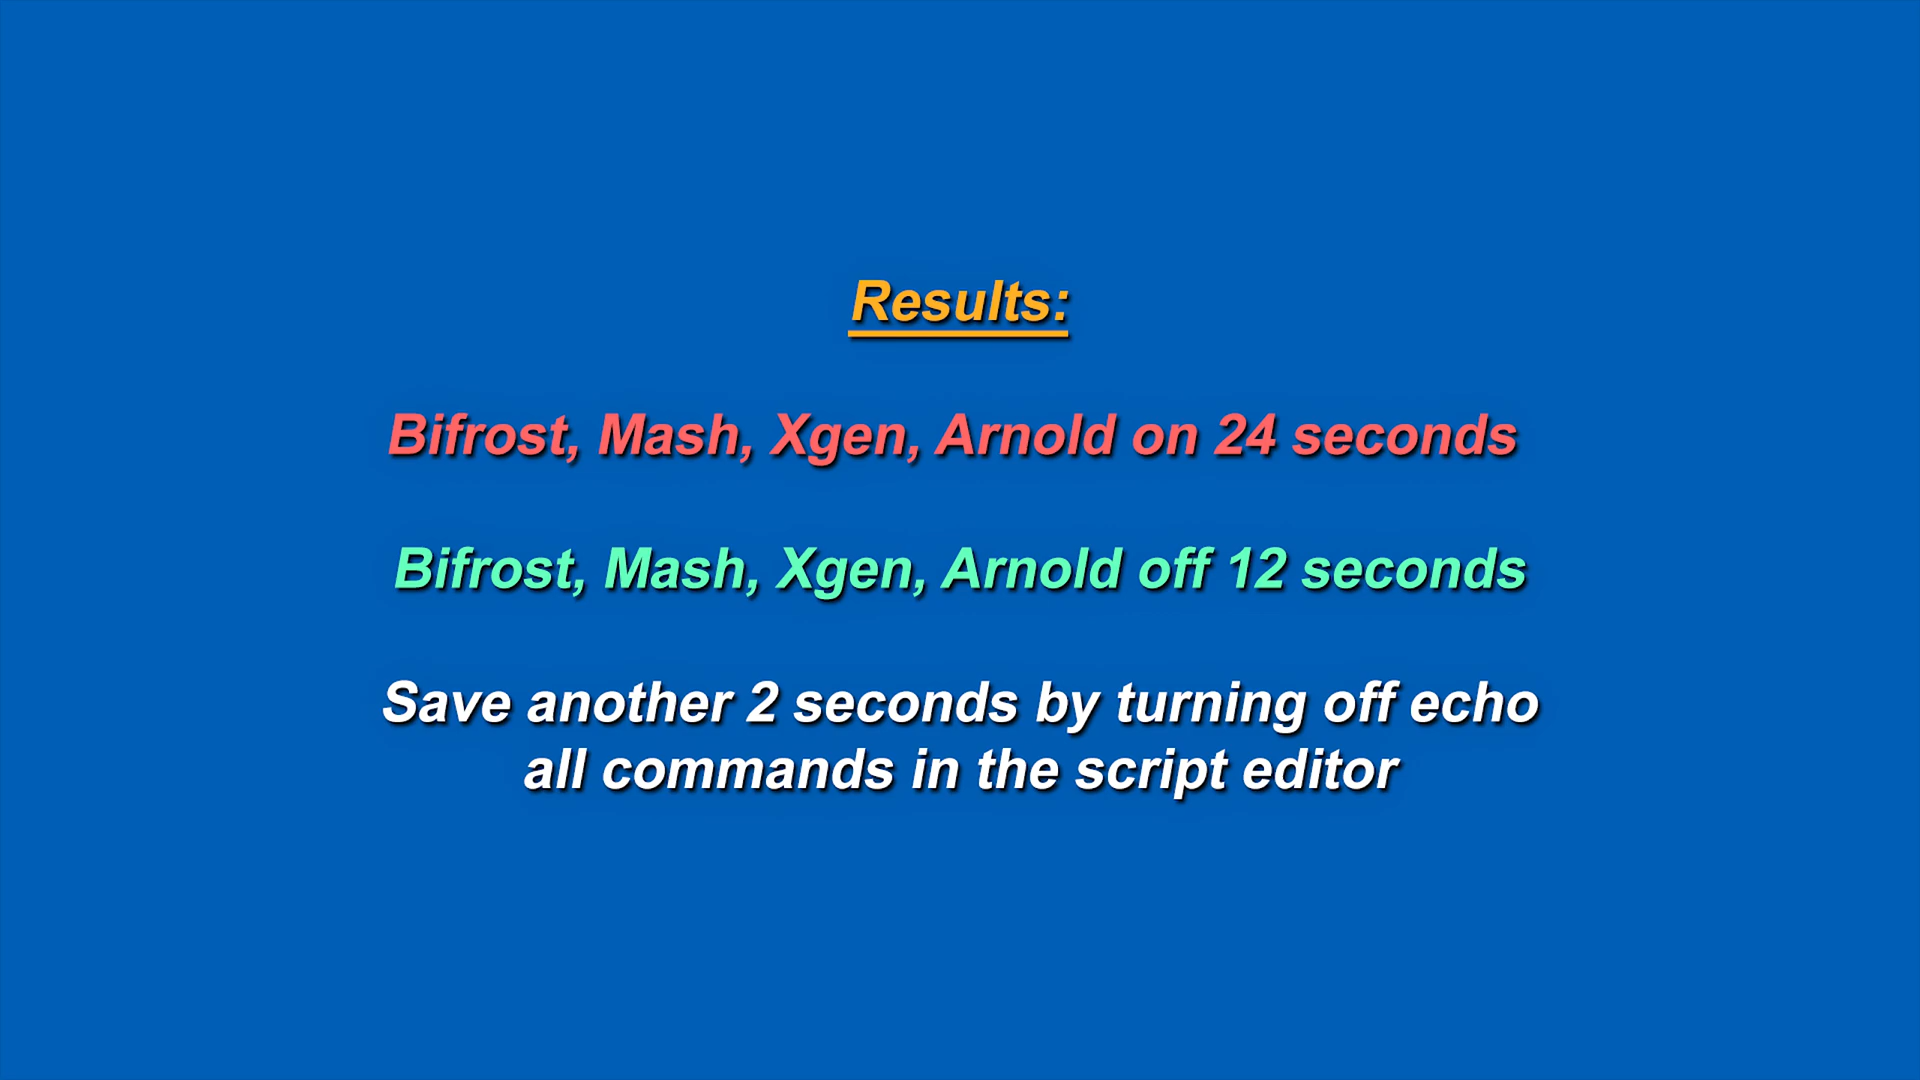 Results:
Bifrost, Mash, Xgen, Arnold on 24 seconds
Bifrost, Mash, Xgen, Arnold off 12 seconds
Save another 2 seconds by turning off echo
all commands in the script editor